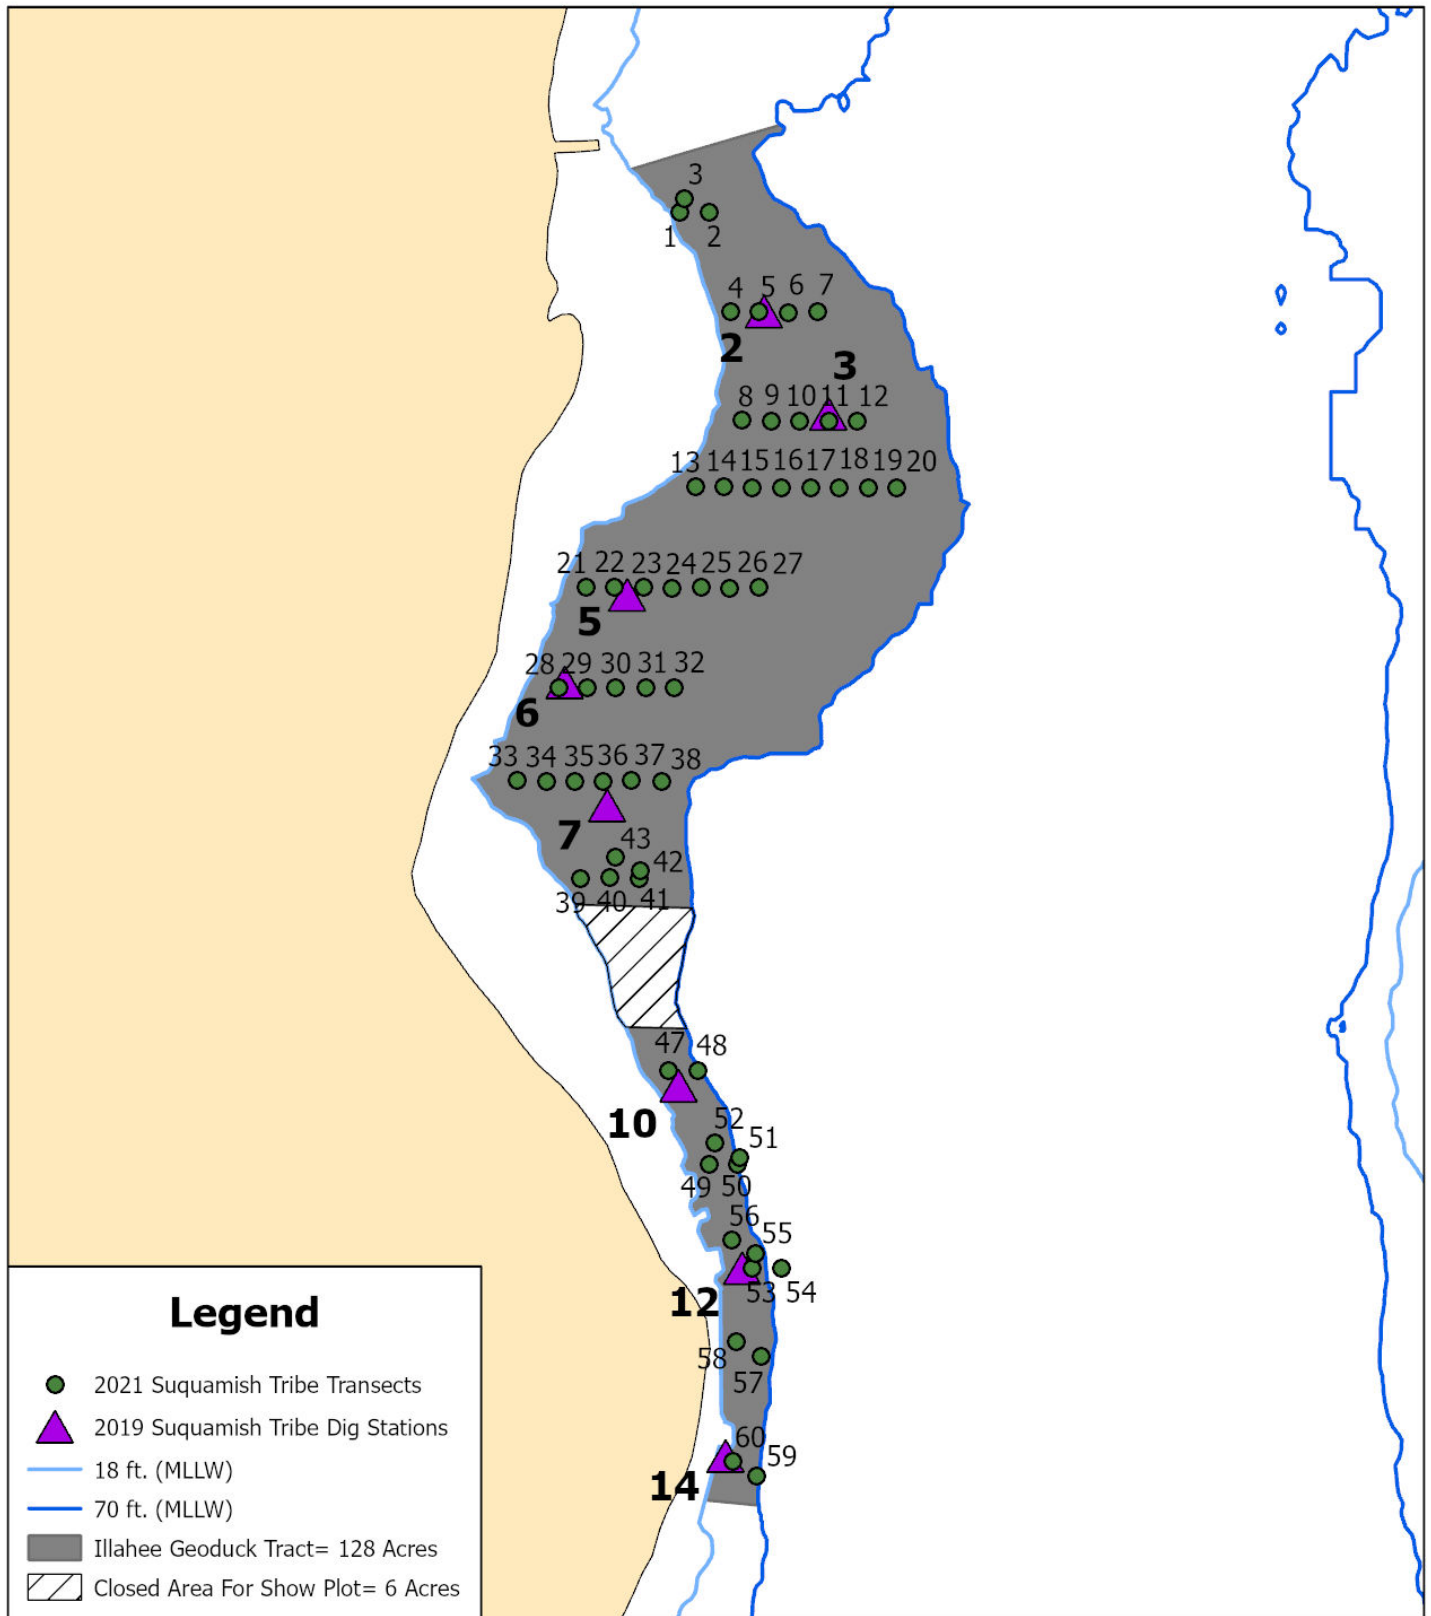 3
1 2
4 5 6 7
2
3
8 9 10 11 12
13 14 15 16 17 18 19 20
21 22 23 24 25 26 27
5
28 29 30 31 32
6
33 34 35 36 37 38
7
43
42
39 40 41
47 48
10
52
51
49 50
56
55
53 54
12
58
57
60
59
14
Legend
2021 Suquamish Tribe Transects
2019 Suquamish Tribe Dig Stations
18 ft. (MLLW)
70 ft. (MLLW)
Illahee Geoduck Tract= 128 Acres
Closed Area For Show Plot= 6 Acres